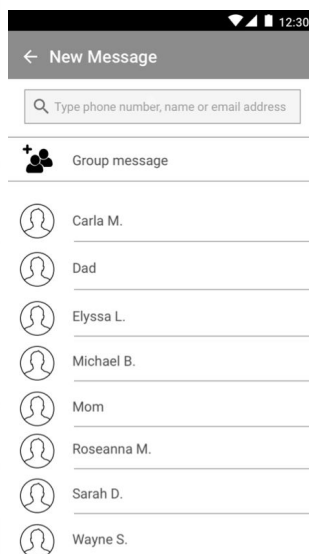 12:30
New Message
Type phone number, name or email address
Group message
Carla M.
Dad
Elyssa L.
Michael B.
Mom
Roseanna M.
Sarah D.
Wayne S.